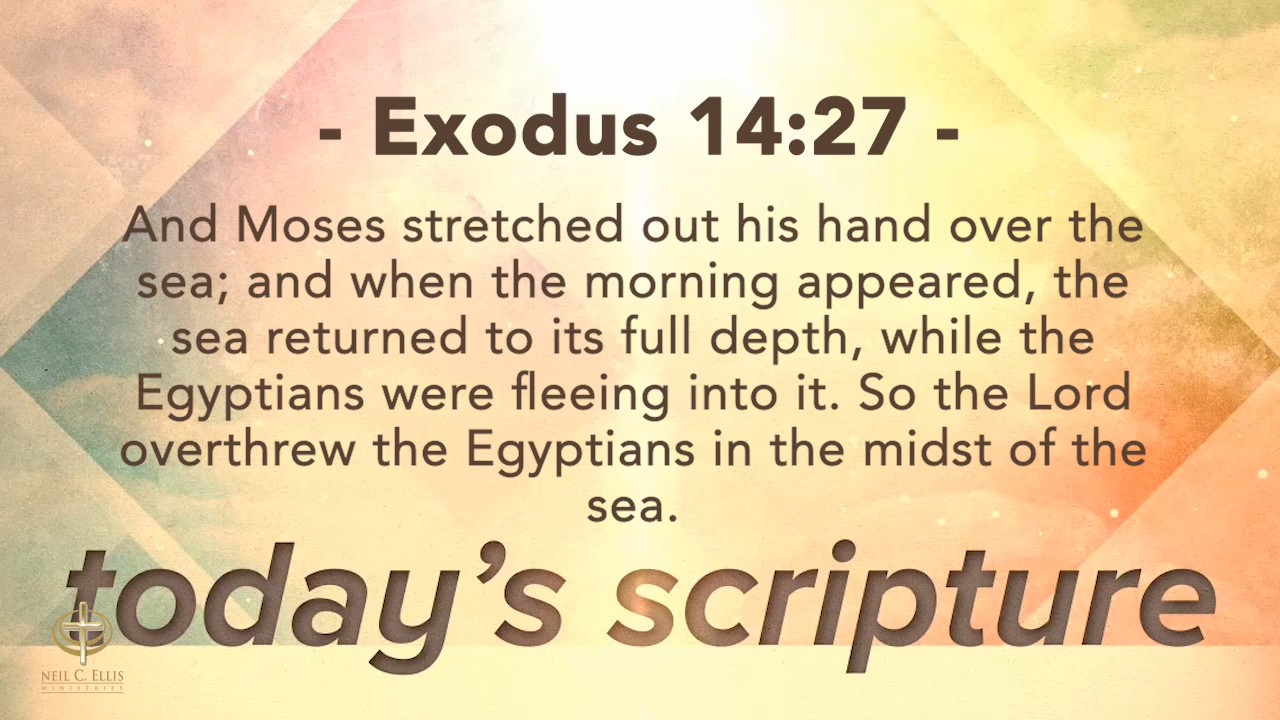 - Exodus 14:27 -
And Moses stretched out his hand over the
sea; and when the morning appeared, the
sea returned to its full depth, while the
Egyptians were fleeing into it. So the Lord
overthrew the Egyptians in the midst of the
sea.
today's scripture
NEIL C. ELLIS
MINISTRIES